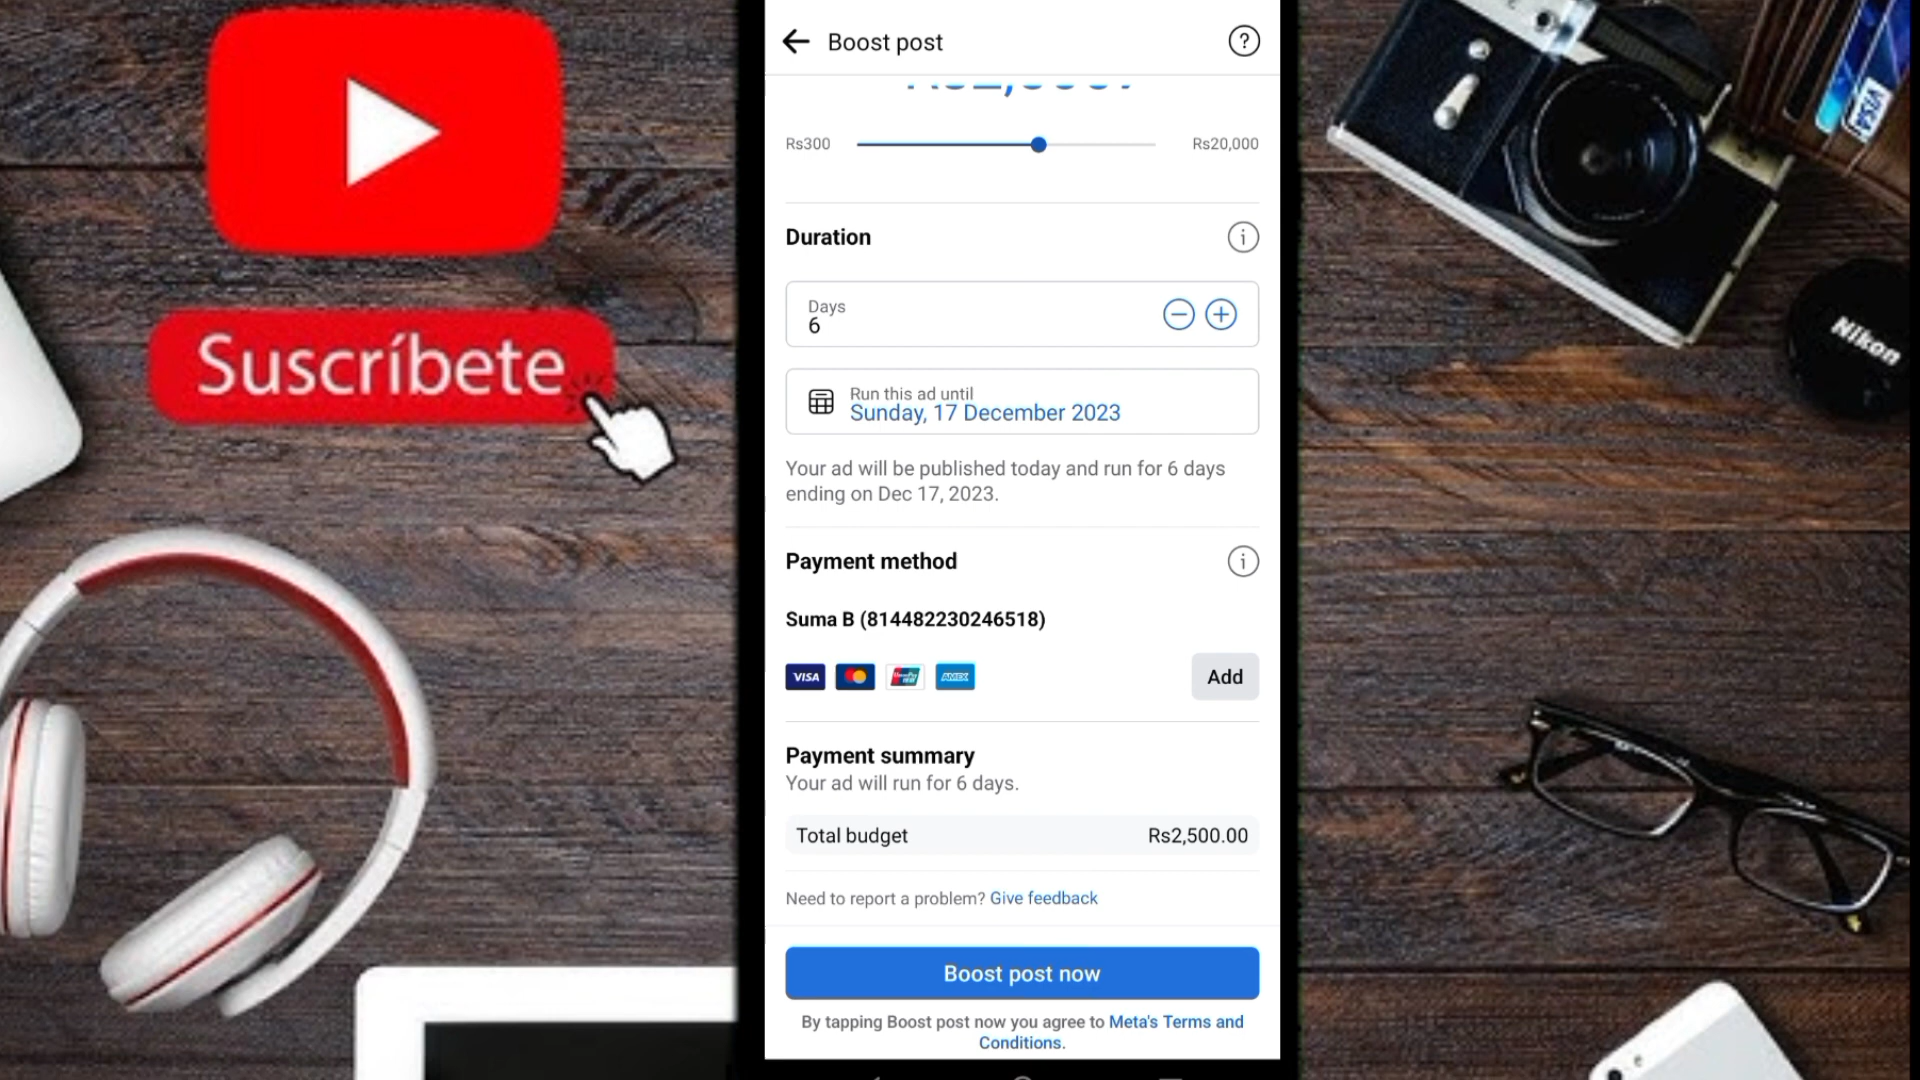 Boost post
Rs300
Rs20,000
Duration
Days
6
Run this ad until
Sunday, 17 December 2023
Your ad will be published today and run for 6 days
ending on Dec 17, 2023.
Payment method
Suma B (814482230246518)
VISA
AMEX
Add
Payment summary
Your ad will run for 6 days.
Total budget
Rs2,500.00
Need to report a problem? Give feedback
Boost post now
By tapping Boost post now you agree to Meta's Terms and
Conditions.
Suscríbete
VISA
Nikon